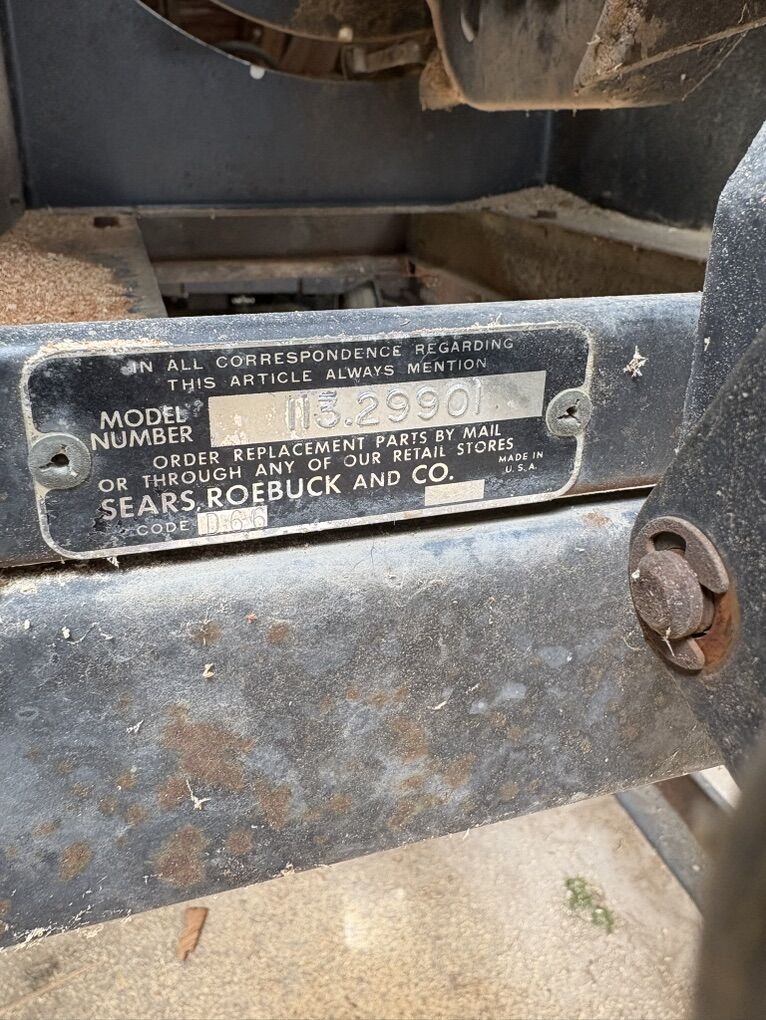 IN ALL CORRESPONDENCE REGARDING
THIS ARTICLE ALWAYS MENTION
MODEL NUMBER 113.29901
ORDER REPLACEMENT PARTS BY MAIL
OR THROUGH ANY OF OUR RETAIL STORES
SEARS, ROEBUCK AND CO.
MADE IN U.S.A.
CODE D66